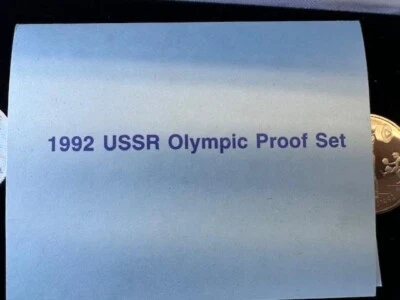 1992 USSR Olympic Proof Set